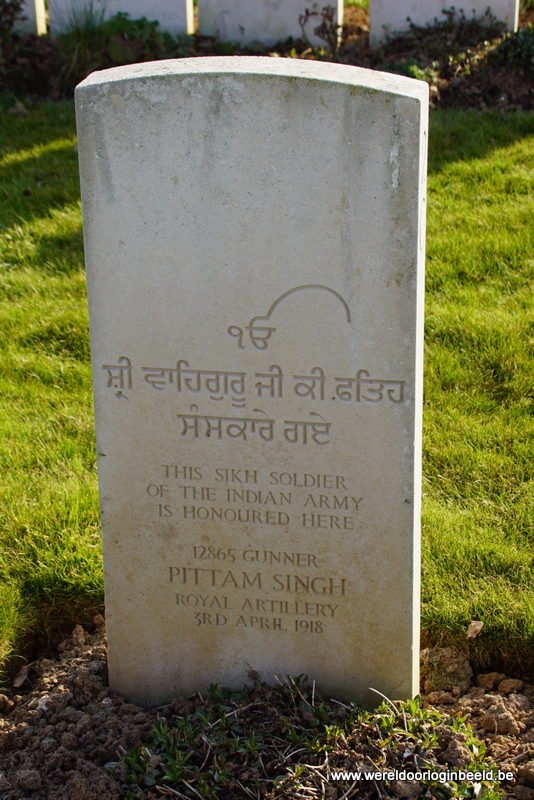 ੴ
ਸ਼੍ਰੀ ਵਾਹਿਗੁਰੂ ਜੀ ਕੀ ਫ਼ਤਿਹ
ਸੰਸਕਾਰੇ ਗਏ
THIS SIKH SOLDIER
OF THE INDIAN ARMY
IS HONOURED HERE
12865 GUNNER
PITTAM SINGH
ROYAL ARTILLERY
3RD APRIL 1918
www.wereldoorloginbeeld.be